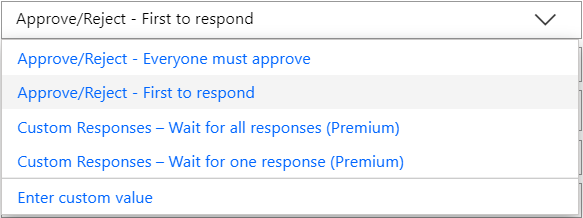 Approve/Reject - First to respond
Approve/Reject - Everyone must approve
Approve/Reject - First to respond
Custom Responses – Wait for all responses (Premium)
Custom Responses – Wait for one response (Premium)
Enter custom value